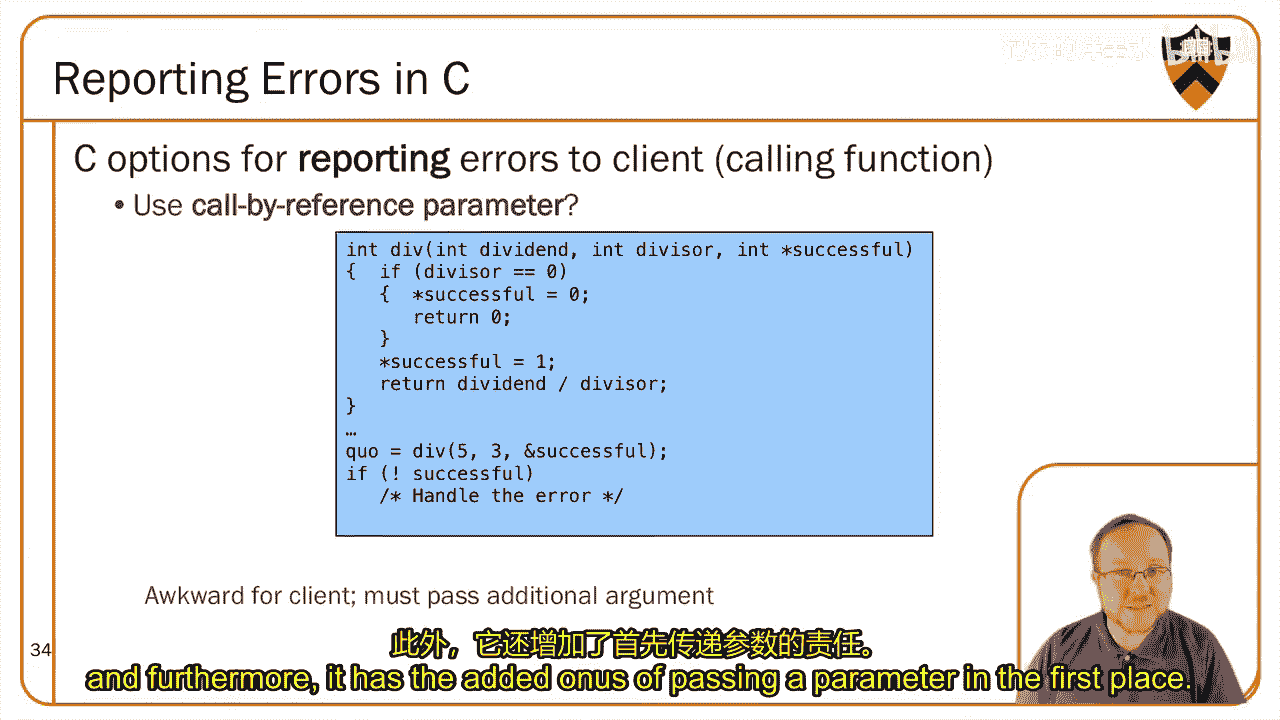 Reporting Errors in C
C options for reporting errors to client (calling function)
• Use call-by-reference parameter?
int div(int dividend, int divisor, int *successful)
{  if (divisor == 0)
   {  *successful = 0;
      return 0;
   }
   *successful = 1;
   return dividend / divisor;
}
…
quo = div(5, 3, &successful);
if (! successful)
   /* Handle the error */
Awkward for client; must pass additional argument
34
此外，它还增加了首先传递参数的责任。
and furthermore, it has the added onus of passing a parameter in the first place.